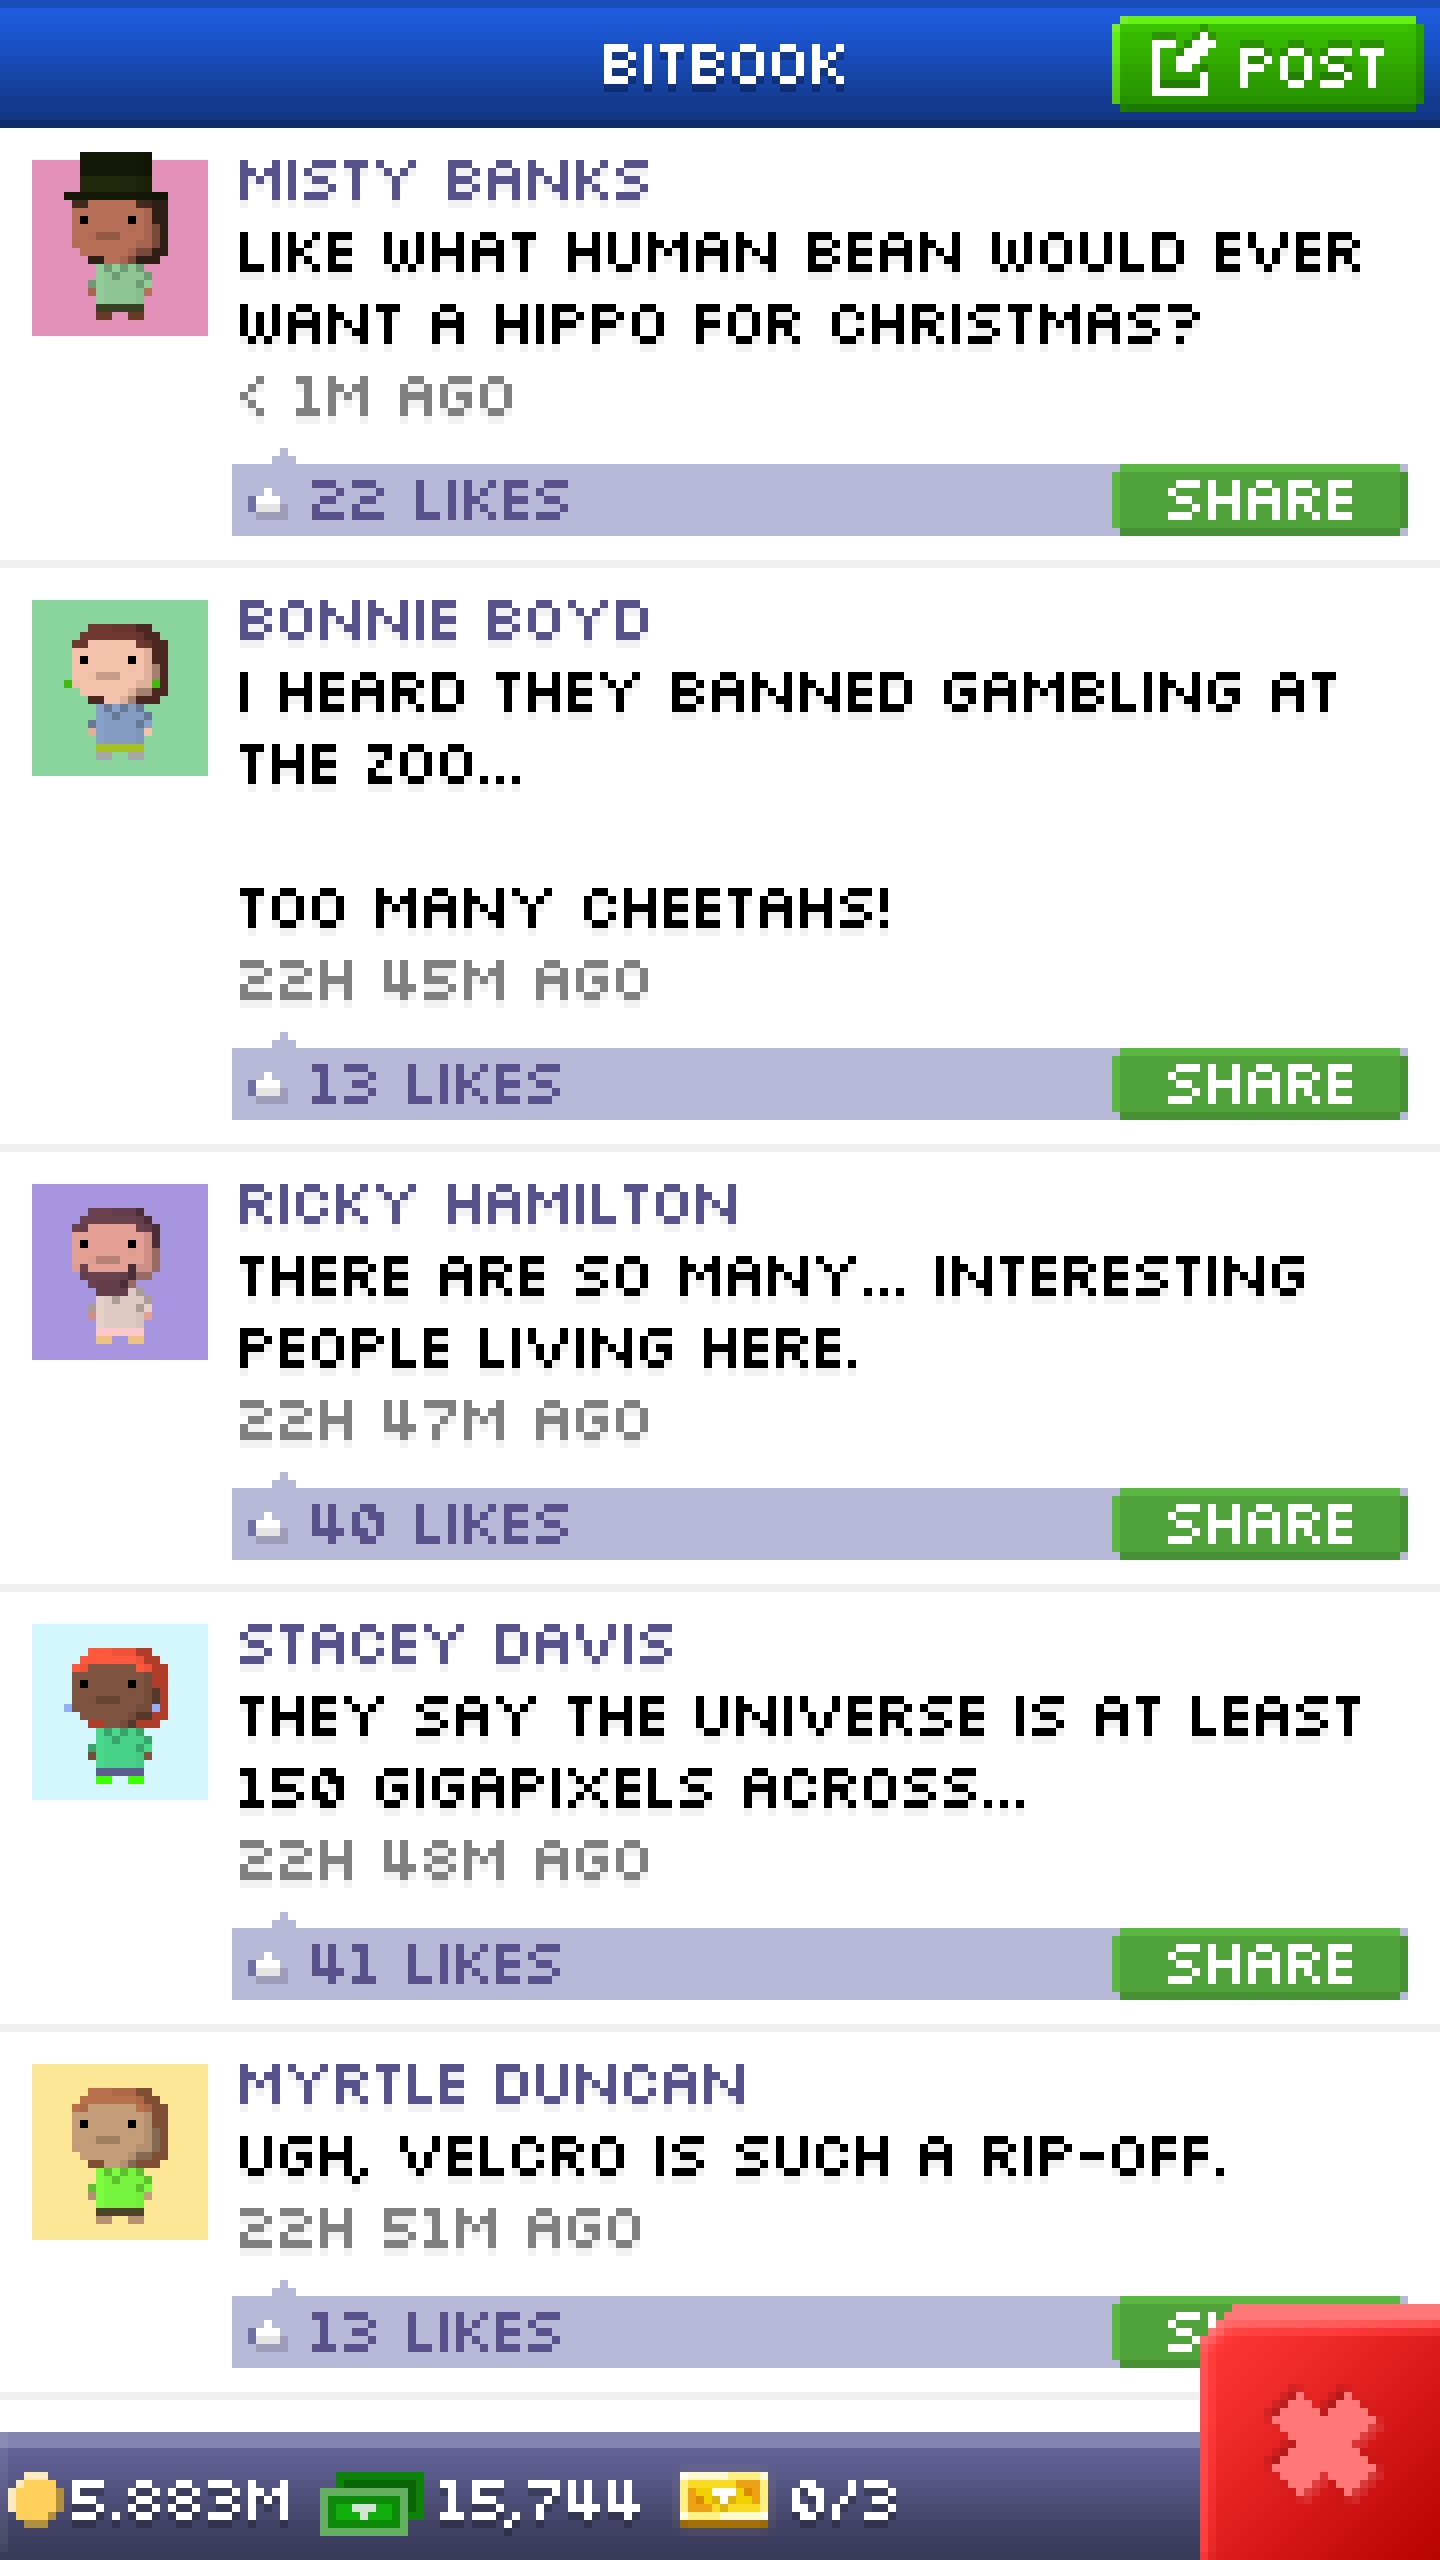 BITBOOK
POST
MISTY BANKS
LIKE WHAT HUMAN BEAN WOULD EVER
WANT A HIPPO FOR CHRISTMAS?
< 1M AGO
22 LIKES
SHARE
BONNIE BOYD
I HEARD THEY BANNED GAMBLING AT
THE ZOO...
TOO MANY CHEETAHS!
22H 45M AGO
13 LIKES
SHARE
RICKY HAMILTON
THERE ARE SO MANY... INTERESTING
PEOPLE LIVING HERE.
22H 47M AGO
40 LIKES
SHARE
STACEY DAVIS
THEY SAY THE UNIVERSE IS AT LEAST
150 GIGAPIXELS ACROSS...
22H 48M AGO
41 LIKES
SHARE
MYRTLE DUNCAN
UGH, VELCRO IS SUCH A RIP-OFF.
22H 51M AGO
13 LIKES
5.883M 15,744 0/3